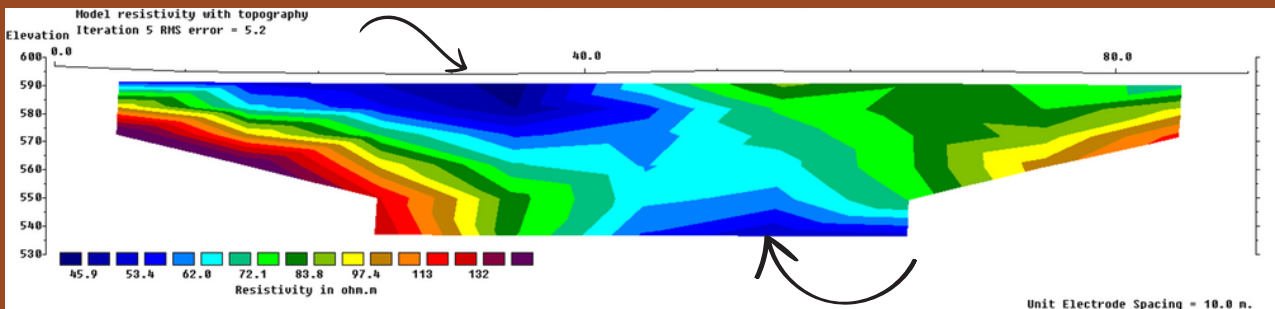 Model resistivity with topography
Iteration 5 RMS error = 5.2
Elevation
0.0 40.0 80.0
600
590
580
570
560
550
540
530
45.9 53.4 62.0 72.1 83.8 97.4 113 132
Resistivity in ohm.m
Unit Electrode Spacing = 10.0 m.